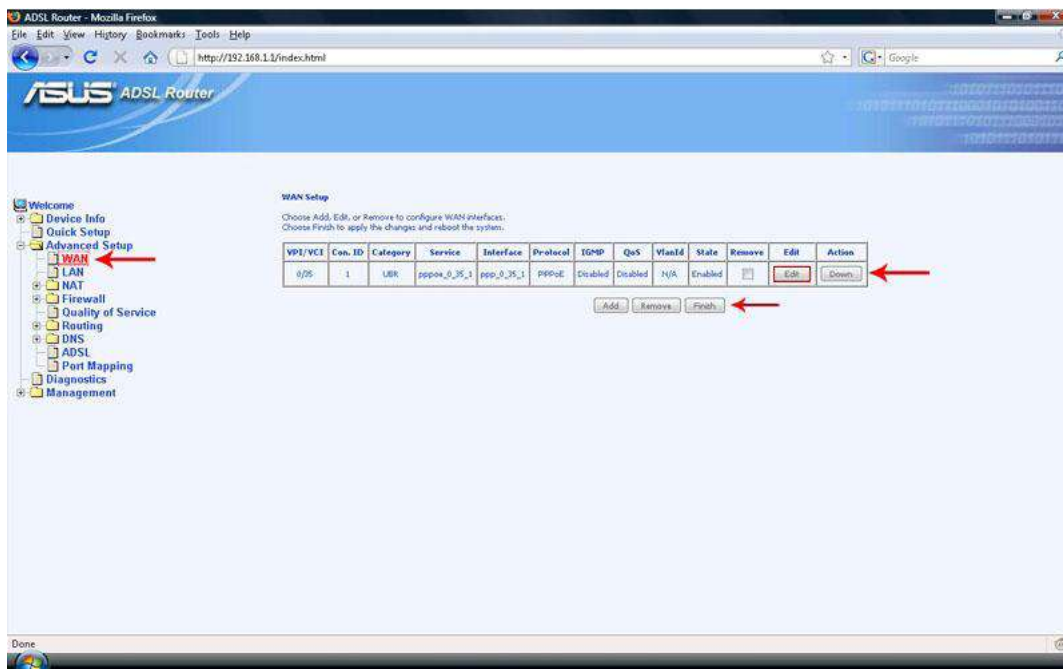 ADSL Router - Mozilla Firefox
File Edit View History Bookmarks Tools Help
http://192.168.1.1/index.html
Google
ASUS ADSL Router
Welcome
Device Info
Quick Setup
Advanced Setup
WAN
LAN
NAT
Firewall
Quality of Service
Routing
DNS
ADSL
Port Mapping
Diagnostics
Management
WAN Setup
Choose Add, Edit, or Remove to configure WAN interfaces.
Choose Finish to apply the changes and reboot the system.
VPI/VCI Con. ID Category Service Interface Protocol IGMP QoS VlanId State Remove Edit Action
0/35 1 UBR pppoe_0_35_1 ppp_0_35_1 PPPoE Disabled Disabled N/A Enabled Edit Down
Add Remove Finish
Done